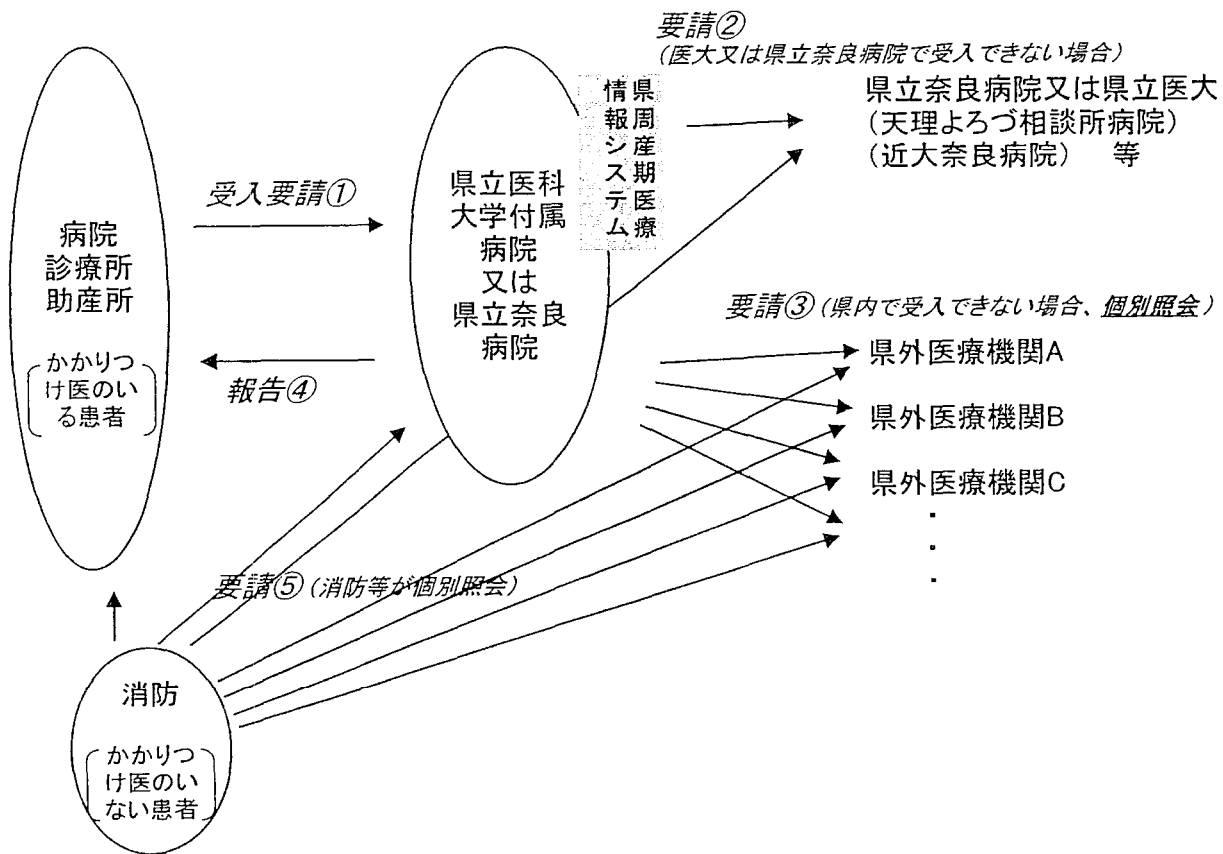 要請②
(医大又は県立奈良病院で受入できない場合)
県周産期医療
情報システム
県立奈良病院又は県立医大
(天理よろづ相談所病院)
(近大奈良病院) 等
受入要請①
県立医科
大学付属
病院
又は
県立奈良
病院
病院
診療所
助産所
かかりつ
け医のい
る患者
報告④
要請③(県内で受入できない場合、個別照会)
県外医療機関A
県外医療機関B
県外医療機関C
・
・
・
要請⑤(消防等が個別照会)
消防
かかりつ
け医のい
ない患者